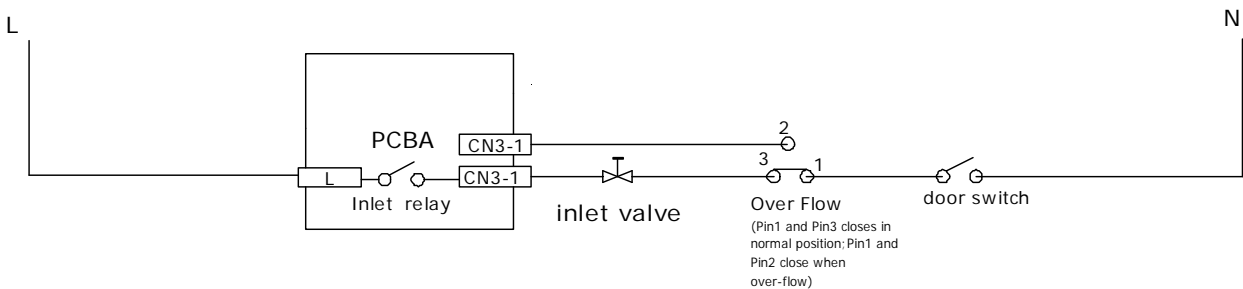 L
N
PCBA
CN3-1
2
L
CN3-1
3
1
Inlet relay
inlet valve
Over Flow
(Pin1 and Pin3 closes in
normal position;Pin1 and
Pin2 close when
over-flow)
door switch